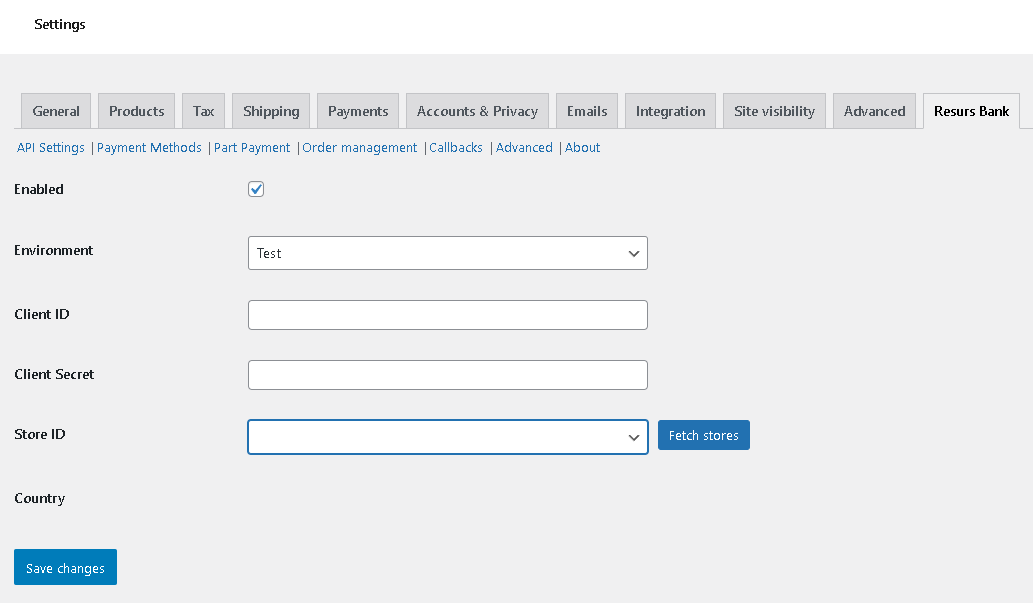 Settings
General Products Tax Shipping Payments Accounts & Privacy Emails Integration Site visibility Advanced Resurs Bank
API Settings | Payment Methods | Part Payment | Order management | Callbacks | Advanced | About
Enabled
Environment Test
Client ID
Client Secret
Store ID Fetch stores
Country
Save changes